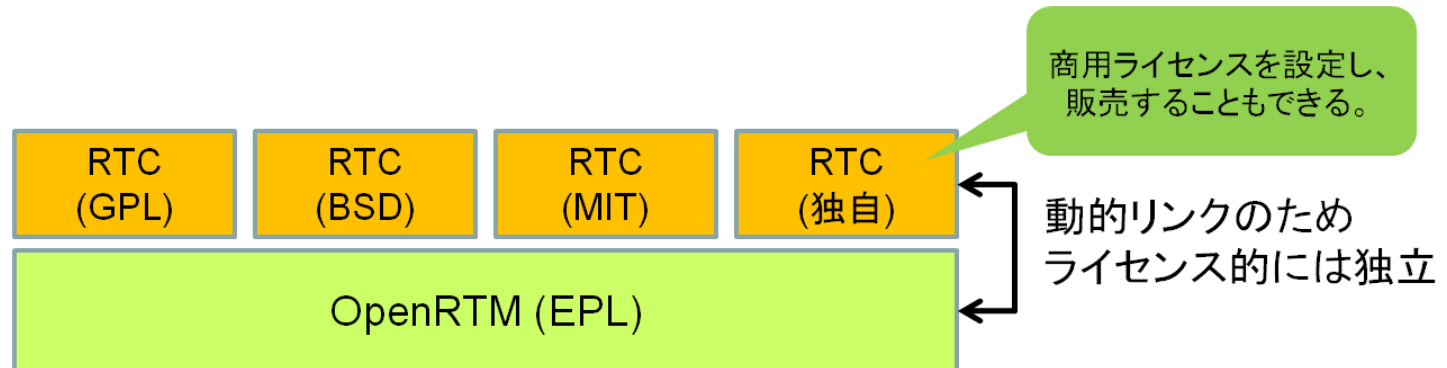 商用ライセンスを設定し、
販売することもできる。
RTC
(GPL)
RTC
(BSD)
RTC
(MIT)
RTC
(独自)
動的リンクのため
ライセンス的には独立
OpenRTM (EPL)